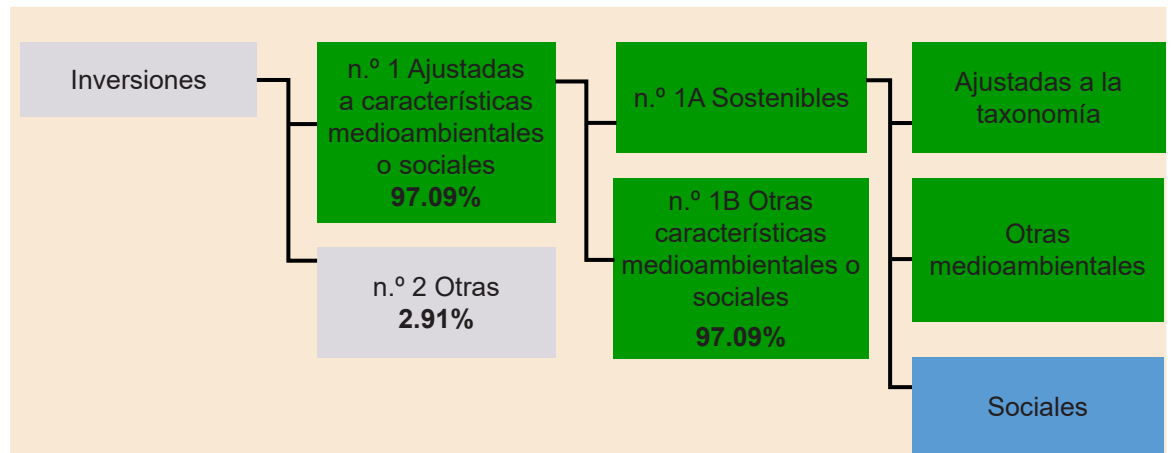 Inversiones
n.º 1 Ajustadas
a características
medioambientales
o sociales
97.09%
n.º 2 Otras
2.91%
n.º 1A Sostenibles
n.º 1B Otras
características
medioambientales o
sociales
97.09%
Ajustadas a la
taxonomía
Otras
medioambientales
Sociales